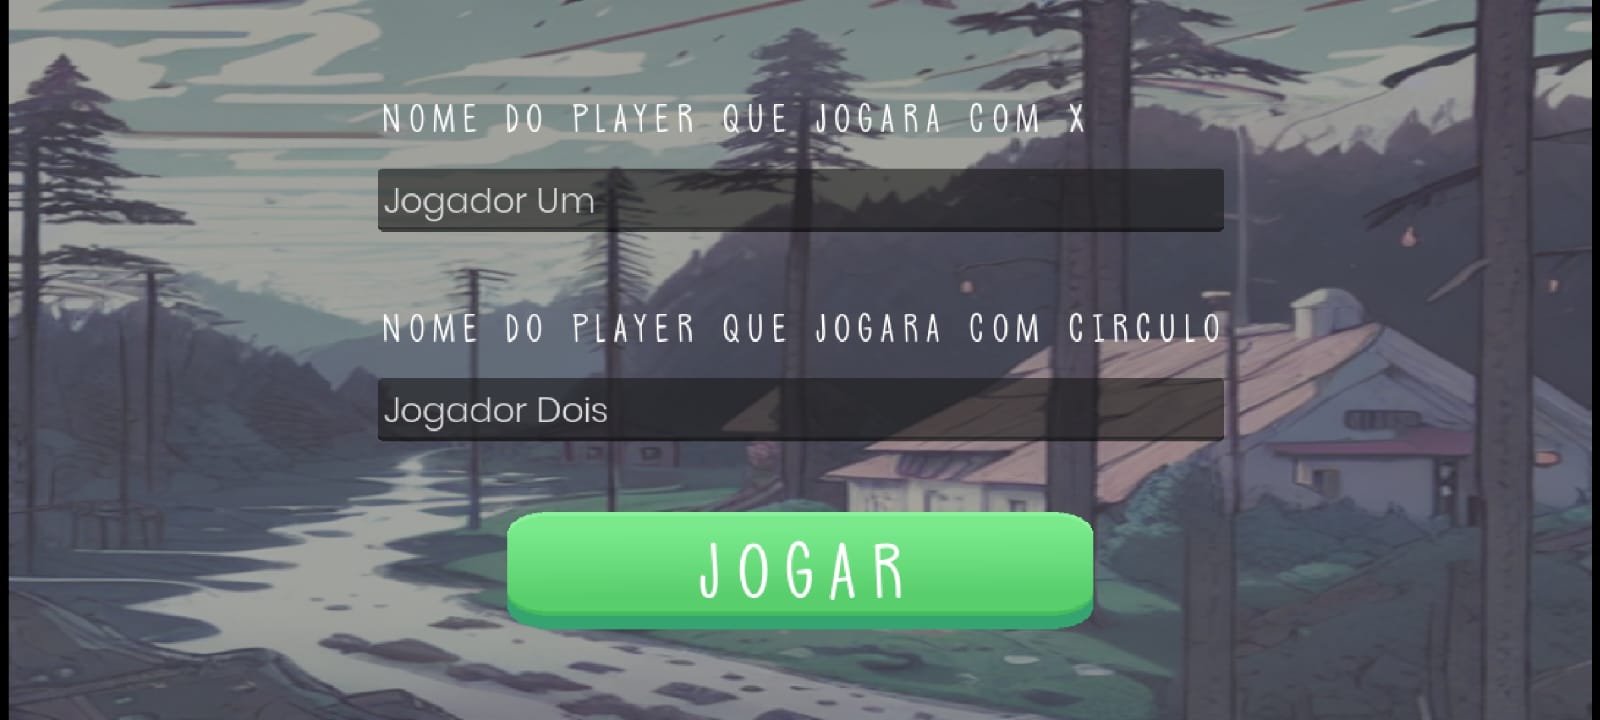 NOME DO PLAYER QUE JOGARA COM X
Jogador Um
NOME DO PLAYER QUE JOGARA COM CIRCULO
Jogador Dois
JOGAR